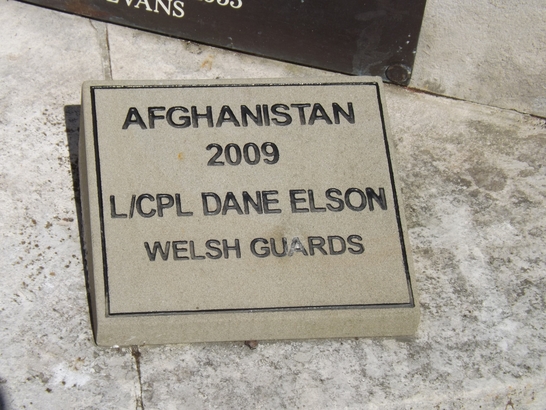 EVANS
AFGHANISTAN
2009
L/CPL DANE ELSON
WELSH GUARDS